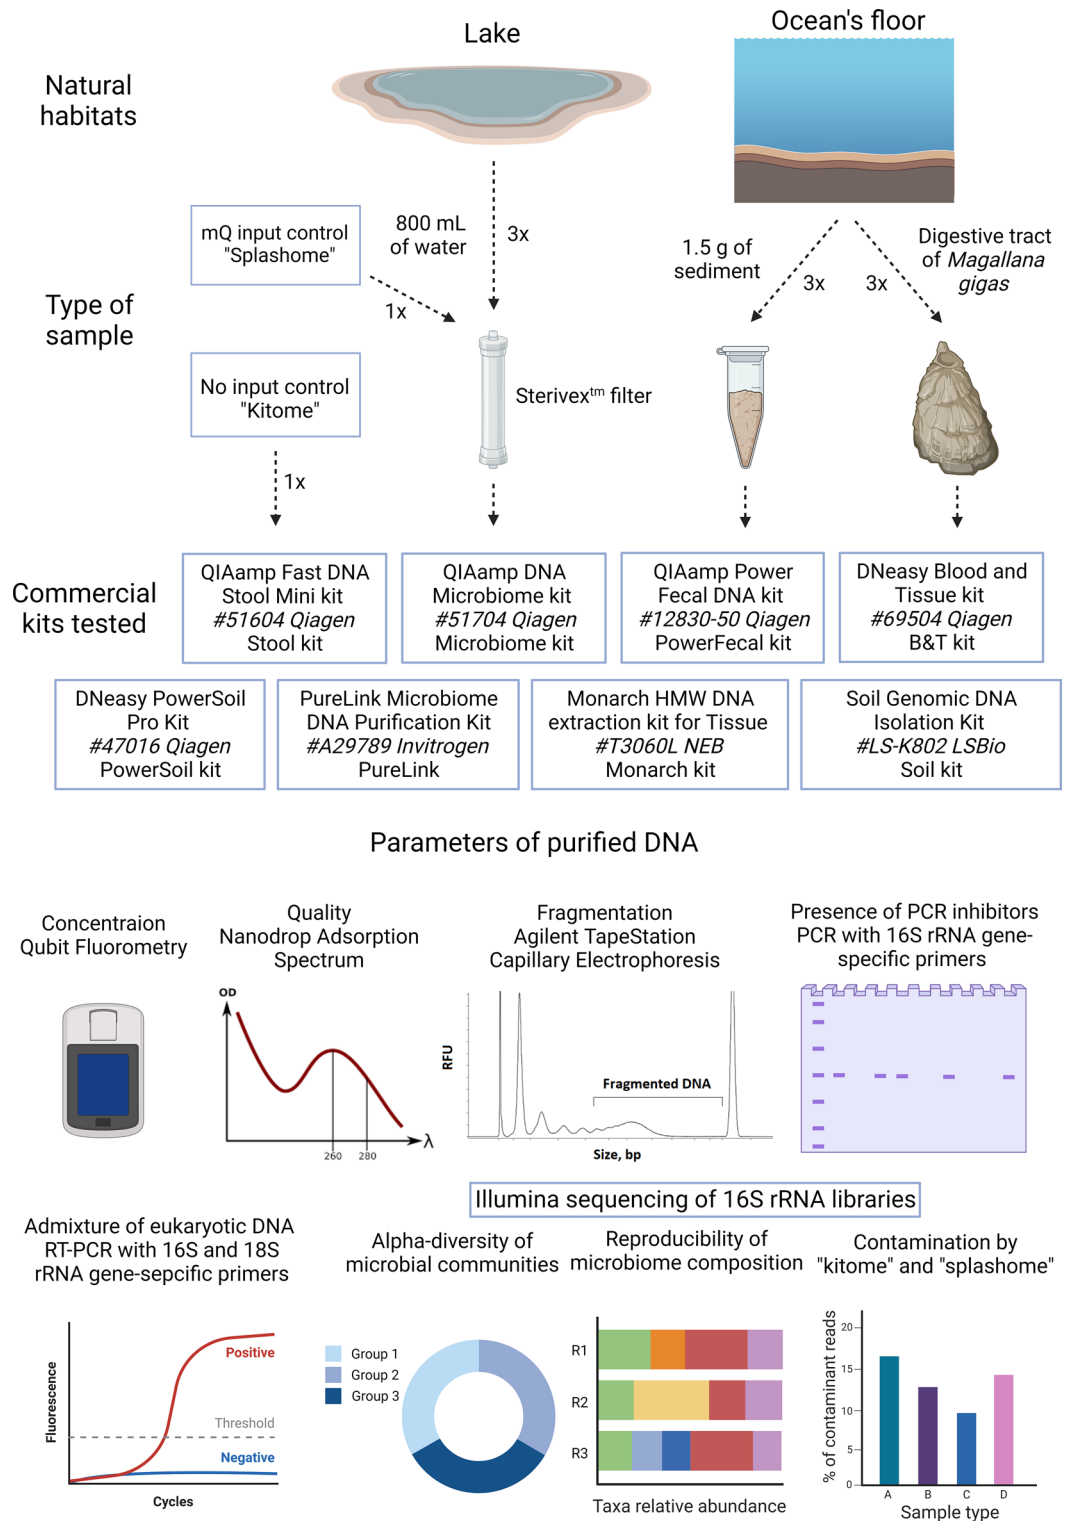 Natural
habitats
Lake
Ocean's floor
Type of
sample
mQ input control
"Splashome"
1x
800 mL
of water
3x
1.5 g of
sediment
3x
3x
Digestive tract
of Magallana
gigas
No input control
"Kitome"
1x
Sterivex™ filter
Commercial
kits tested
QIAamp Fast DNA
Stool Mini kit
#51604 Qiagen
Stool kit
QIAamp DNA
Microbiome kit
#51704 Qiagen
Microbiome kit
QIAamp Power
Fecal DNA kit
#12830-50 Qiagen
PowerFecal kit
DNeasy Blood and
Tissue kit
#69504 Qiagen
B&T kit
DNeasy PowerSoil
Pro Kit
#47016 Qiagen
PowerSoil kit
PureLink Microbiome
DNA Purification Kit
#A29789 Invitrogen
PureLink
Monarch HMW DNA
extraction kit for Tissue
#T3060L NEB
Monarch kit
Soil Genomic DNA
Isolation Kit
#LS-K802 LSBio
Soil kit
Parameters of purified DNA
Concentraion
Qubit Fluorometry
Quality
Nanodrop Adsorption
Spectrum
OD
260
280
λ
Fragmentation
Agilent TapeStation
Capillary Electrophoresis
RFU
Fragmented DNA
Size, bp
Presence of PCR inhibitors
PCR with 16S rRNA gene-
specific primers
Illumina sequencing of 16S rRNA libraries
Admixture of eukaryotic DNA
RT-PCR with 16S and 18S
rRNA gene-sepcific primers
Fluorescence
Positive
Threshold
Negative
Cycles
Alpha-diversity of
microbial communities
Group 1
Group 2
Group 3
Reproducibility of
microbiome composition
R1
R2
R3
Taxa relative abundance
Contamination by
"kitome" and "splashome"
% of contaminant reads
20
15
10
5
0
A
B
C
D
Sample type